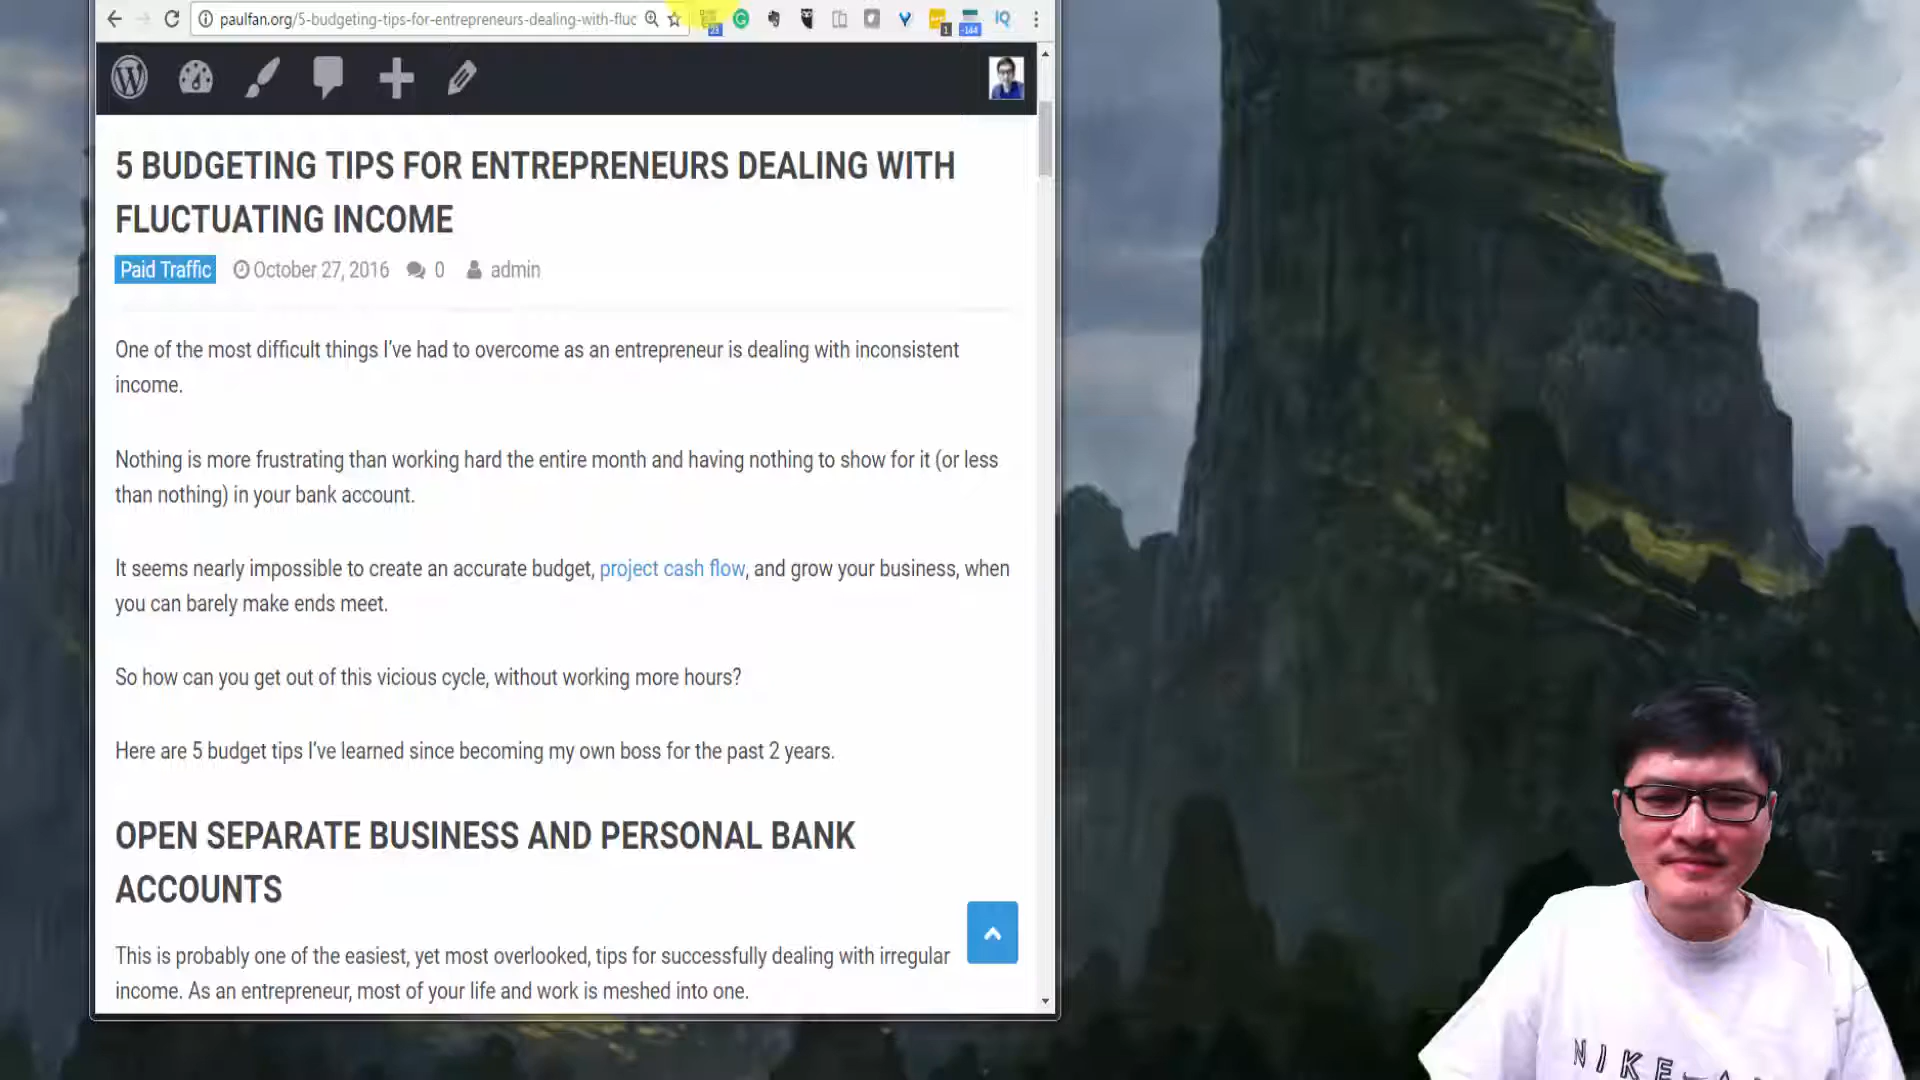 paulfan.org/5-budgeting-tips-for-entrepreneurs-dealing-with-fluc
23
1
-144
IQ
5 BUDGETING TIPS FOR ENTREPRENEURS DEALING WITH
FLUCTUATING INCOME
Paid Traffic October 27, 2016 0 admin
One of the most difficult things I've had to overcome as an entrepreneur is dealing with inconsistent
income.
Nothing is more frustrating than working hard the entire month and having nothing to show for it (or less
than nothing) in your bank account.
It seems nearly impossible to create an accurate budget, project cash flow, and grow your business, when
you can barely make ends meet.
So how can you get out of this vicious cycle, without working more hours?
Here are 5 budget tips I've learned since becoming my own boss for the past 2 years.
OPEN SEPARATE BUSINESS AND PERSONAL BANK
ACCOUNTS
This is probably one of the easiest, yet most overlooked, tips for successfully dealing with irregular
income. As an entrepreneur, most of your life and work is meshed into one.
NIKE